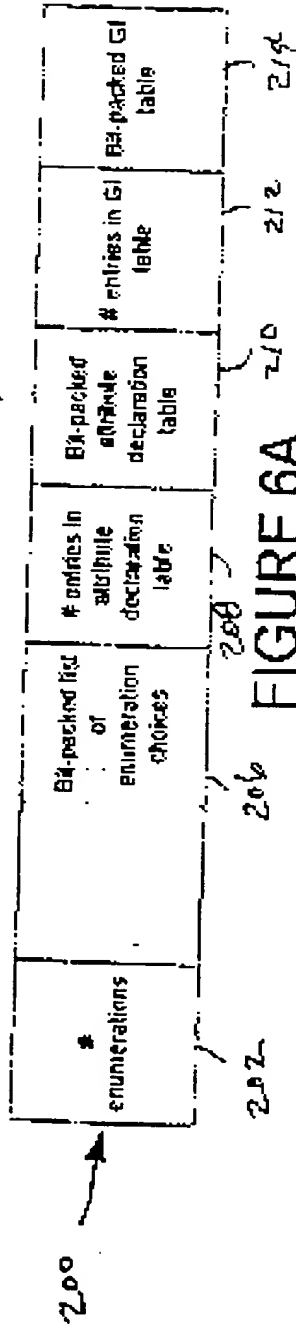 200
#
enumerations
Bit-packed list
of
enumeration
choices
# entries in
attribute
declaration
table
Bit-packed
attribute
declaration
table
# entries in GI
table
Bit-packed GI
table
202
206
208
210
212
214
FIGURE 6A